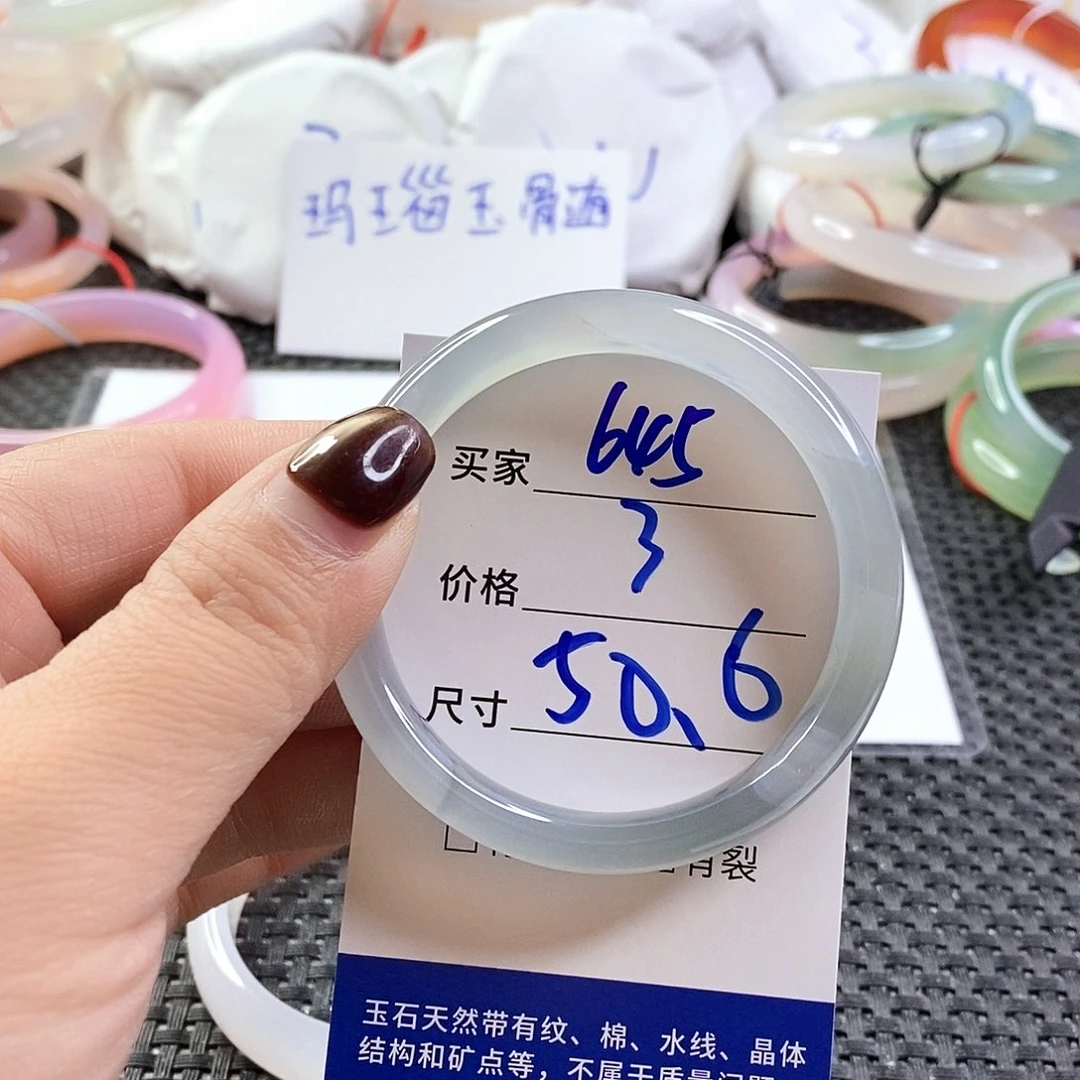 玛瑙玉骨髓
买家 645
价格 3
尺寸 50.6
有裂
玉石天然带有纹、棉、水线、晶体
结构和矿点等，不属于质量问题